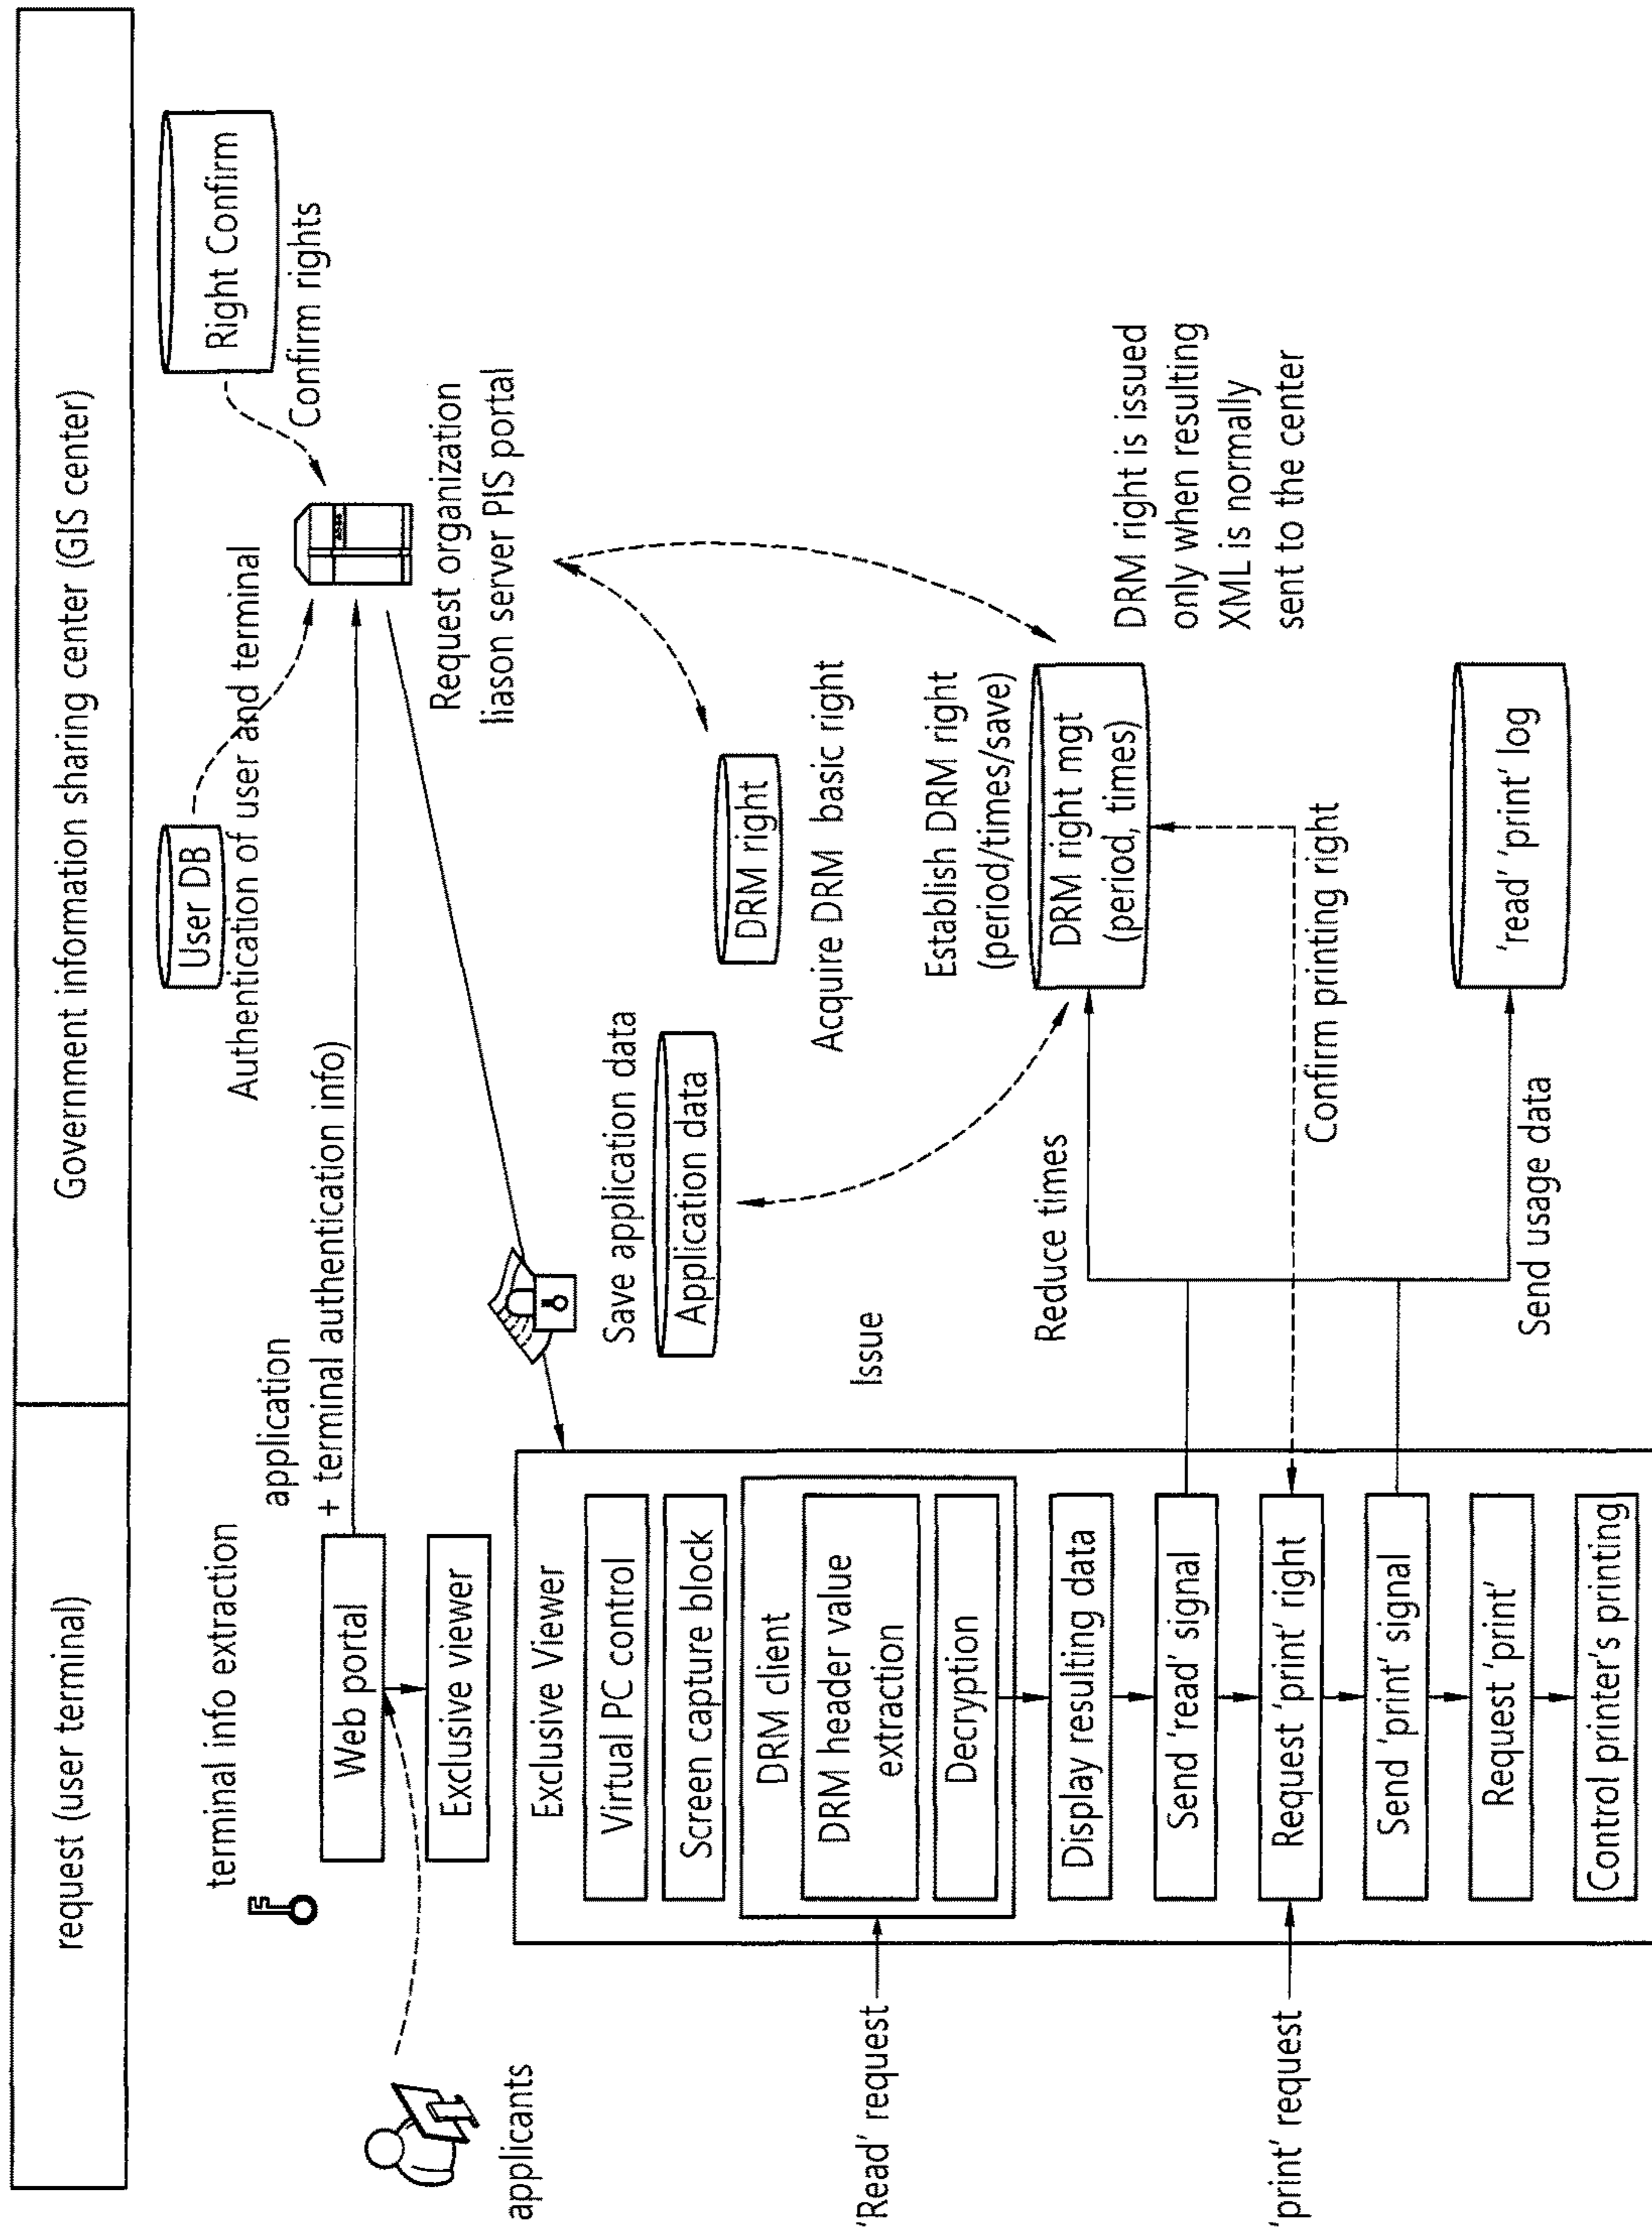 request (user terminal)
Government information sharing center (GIS center)
terminal info extraction
application
+ terminal authentication info)
Web portal
Exclusive viewer
applicants
User DB
Authentication of user and terminal
Right Confirm
Confirm rights
Request organization
liason server PIS portal
Exclusive Viewer
Virtual PC control
Screen capture block
DRM client
DRM header value
extraction
Decryption
'Read' request
Display resulting data
Send 'read' signal
Request 'print' right
'print' request
Send 'print' signal
Request 'print'
Control printer's printing
Save application data
Application data
Issue
DRM right
Acquire DRM basic right
Establish DRM right
(period/times/save)
DRM right mgt
(period, times)
DRM right is issued
only when resulting
XML is normally
sent to the center
Reduce times
Confirm printing right
Send usage data
'read' 'print' log